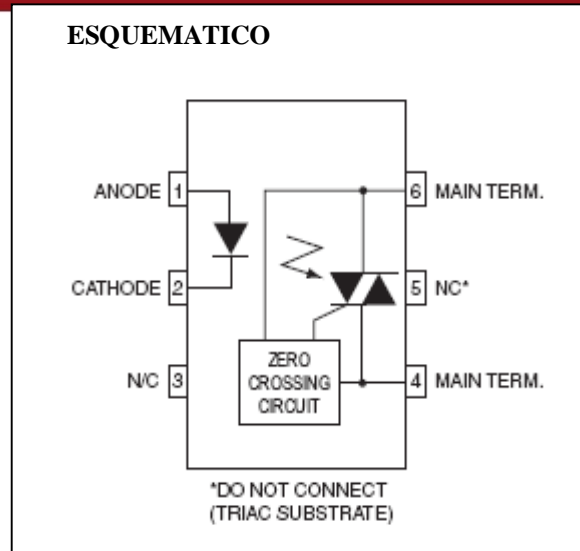 ESQUEMATICO
ANODE 1
6 MAIN TERM.
CATHODE 2
5 NC*
N/C 3
ZERO
CROSSING
CIRCUIT
4 MAIN TERM.
*DO NOT CONNECT
(TRIAC SUBSTRATE)